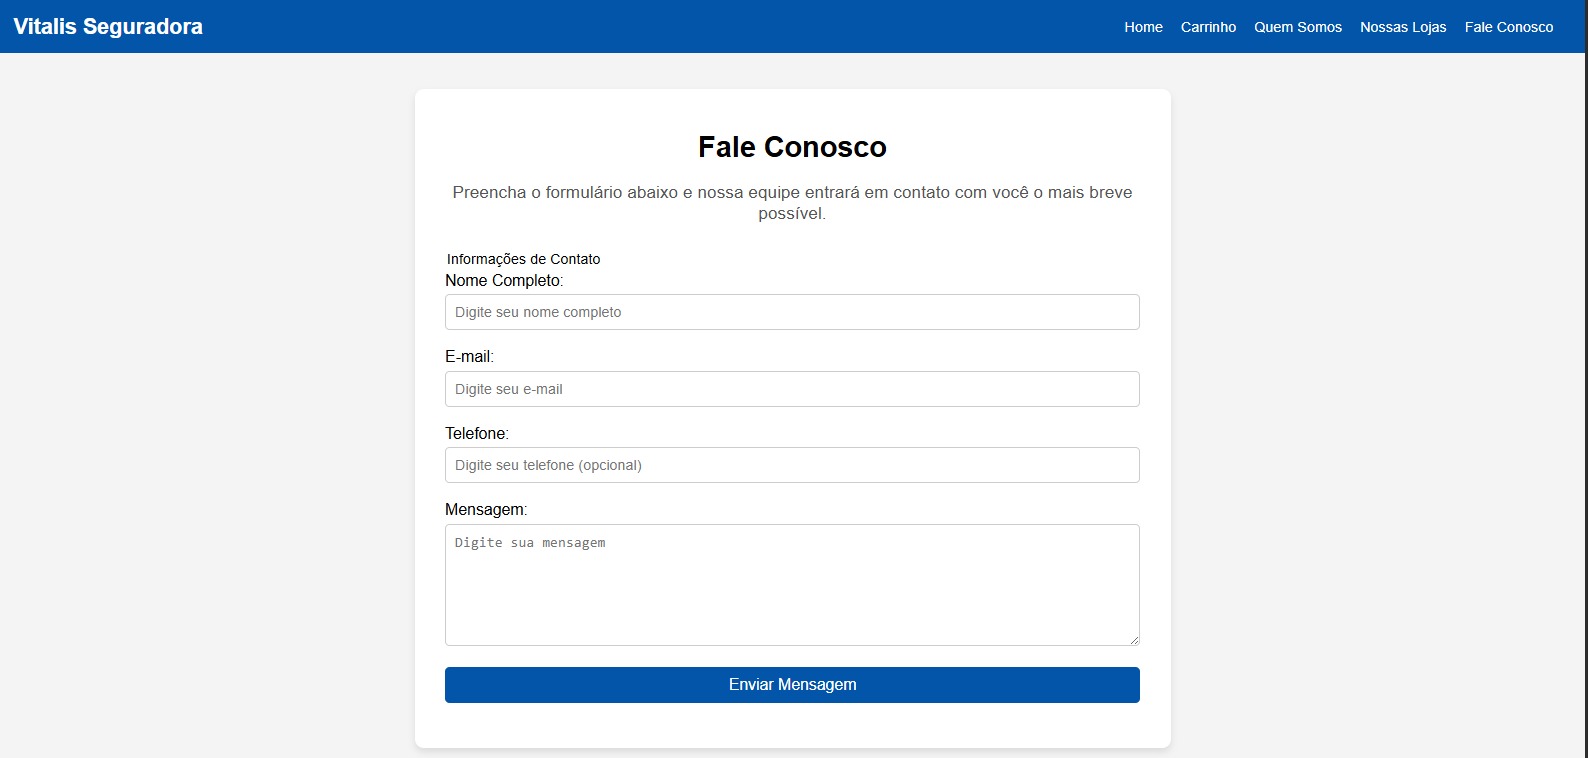 Vitalis Seguradora
Home Carrinho Quem Somos Nossas Lojas Fale Conosco
Fale Conosco
Preencha o formulário abaixo e nossa equipe entrará em contato com você o mais breve
possível.
Informações de Contato
Nome Completo:
Digite seu nome completo
E-mail:
Digite seu e-mail
Telefone:
Digite seu telefone (opcional)
Mensagem:
Digite sua mensagem
Enviar Mensagem